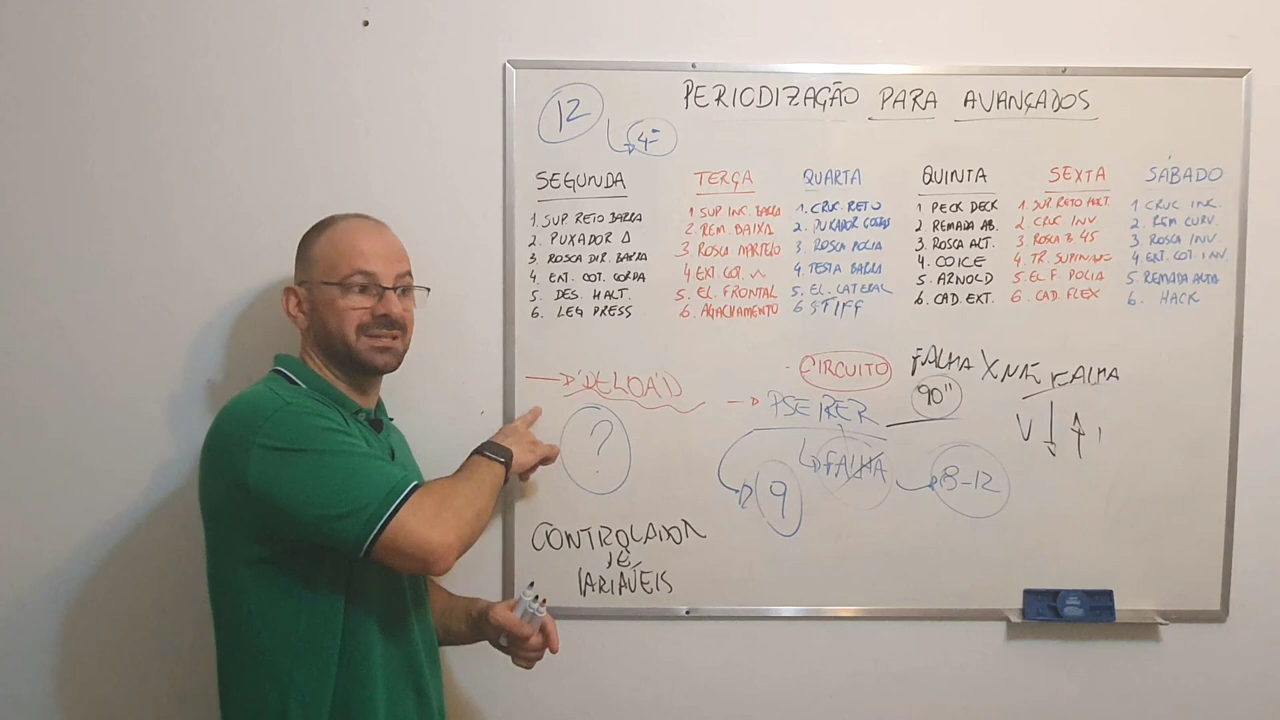 PERIODIZAÇÃO PARA AVANÇADOS
12
4ª
SEGUNDA
1. SUP. RETO BARRA
2. PUXADOR Δ
3. ROSCA DIR. BARRA
4. EXT. COT. CORDA
5. DES. HALT.
6. LEG PRESS
TERÇA
1 SUP INC. BARRA
2. REM. BAIXA
3 ROSCA MARTELO
4 EXT COT. W
5. EL. FRONTAL
6. AGACHAMENTO
QUARTA
1. CRUC. RETO
2. PUXADOR COSTAS
3. ROSCA POLIA
4. TESTA BARRA
5. EL. LATERAL
6 STIFF
QUINTA
1 PECK DECK
2. REMADA AB.
3. ROSCA ALT.
4. COICE
5. ARNOLD
6. CAD. EXT.
SEXTA
1. SUP RETO HALT.
2 CRUC INV
3 ROSCA B 45
4. TR. SUPINADO
5. EL F. POLIA
6. CAD. FLEX
SÁBADO
1 CRUC INC.
2. REM CURV.
3. ROSCA INV.
4. EXT. COT. INV
5 REMADA ALTA
6. HACK
DELOAD
?
CIRCUITO
PSE RER
90"
FALHA X NÃO FALHA
V ↓ ↑ I
FALHA
9
8-12
CONTROLADOR
DE
VARIAVEIS